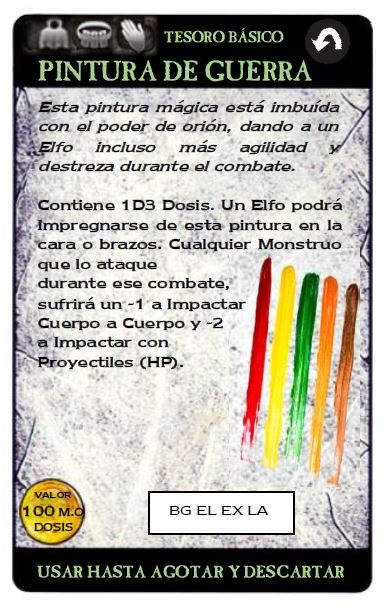 TESORO BÁSICO
PINTURA DE GUERRA
Esta pintura mágica está imbuída
con el poder de orión, dando a un
Elfo incluso más agilidad y
destreza durante el combate.
Contiene 1D3 Dosis. Un Elfo podrá
Impregnarse de esta pintura en la
cara o brazos. Cualquier Monstruo
que lo ataque
durante ese combate,
sufrirá un -1 a Impactar
Cuerpo a Cuerpo y -2
a Impactar con
Proyectiles (HP).
VALOR
100 M.O
DOSIS
BG EL EX LA
USAR HASTA AGOTAR Y DESCARTAR